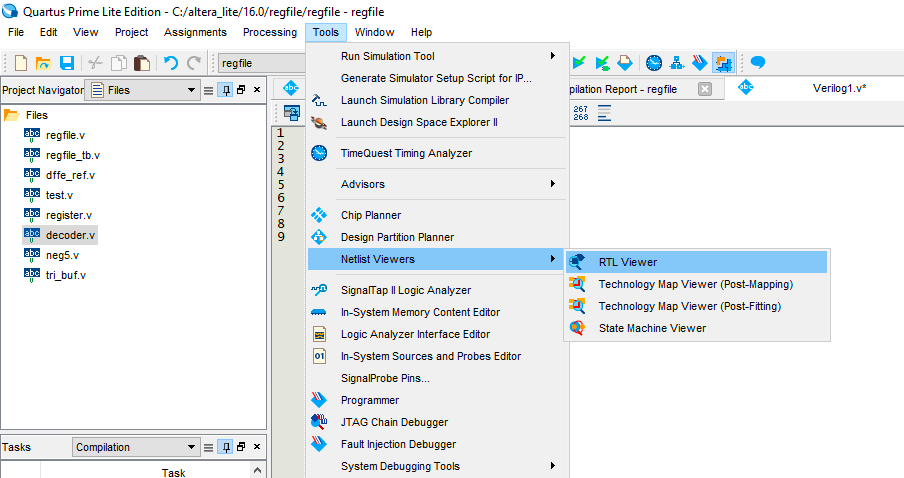 Quartus Prime Lite Edition - C:/altera_lite/16.0/regfile/regfile - regfile
File Edit View Project Assignments Processing Tools Window Help
regfile
Project Navigator Files
Files
regfile.v
regfile_tb.v
dffe_ref.v
test.v
register.v
decoder.v
neg5.v
tri_buf.v
Tasks Compilation
Task
1
2
3
4
5
6
7
8
9
Run Simulation Tool
Generate Simulator Setup Script for IP...
Launch Simulation Library Compiler
Launch Design Space Explorer II
TimeQuest Timing Analyzer
Advisors
Chip Planner
Design Partition Planner
Netlist Viewers
SignalTap II Logic Analyzer
In-System Memory Content Editor
Logic Analyzer Interface Editor
In-System Sources and Probes Editor
SignalProbe Pins...
Programmer
JTAG Chain Debugger
Fault Injection Debugger
System Debugging Tools
RTL Viewer
Technology Map Viewer (Post-Mapping)
Technology Map Viewer (Post-Fitting)
State Machine Viewer
pilation Report - regfile
Verilog1.v*
267
268